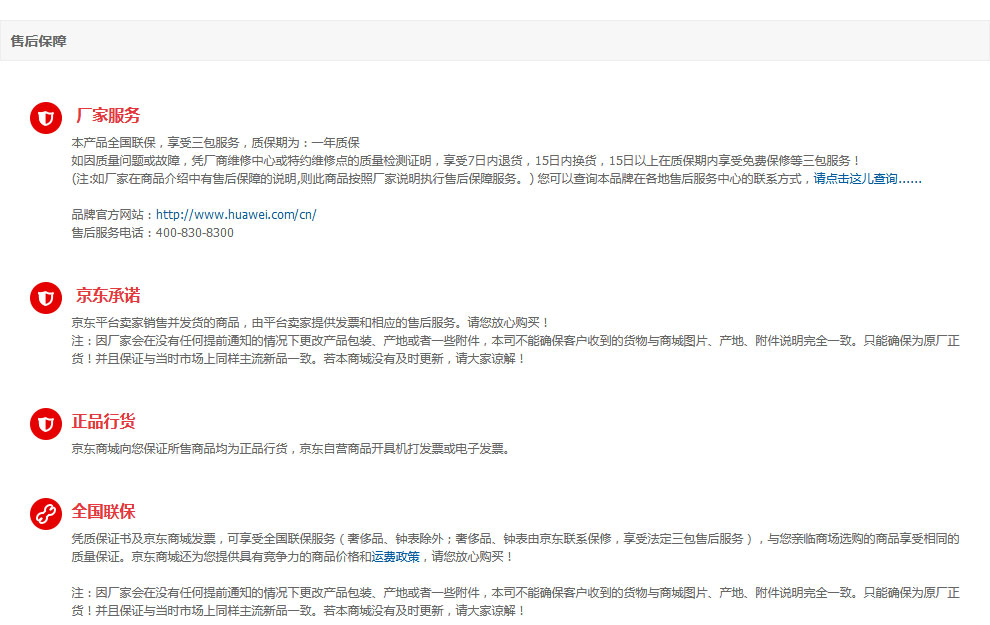 售后保障
厂家服务
本产品全国联保，享受三包服务，质保期为：一年质保
如因质量问题或故障，凭厂商维修中心或特约维修点的质量检测证明，享受7日内退货，15日内换货，15日以上在质保期内享受免费保修等三包服务！
(注:如厂家在商品介绍中有售后保障的说明,则此商品按照厂家说明执行售后保障服务。) 您可以查询本品牌在各地售后服务中心的联系方式，请点击这儿查询......
品牌官方网站：http://www.huawei.com/cn/
售后服务电话：400-830-8300
京东承诺
京东平台卖家销售并发货的商品，由平台卖家提供发票和相应的售后服务。请您放心购买！
注：因厂家会在没有任何提前通知的情况下更改产品包装、产地或者一些附件，本司不能确保客户收到的货物与商城图片、产地、附件说明完全一致。只能确保为原厂正
货！并且保证与当时市场上同样主流新品一致。若本商城没有及时更新，请大家谅解！
正品行货
京东商城向您保证所售商品均为正品行货，京东自营商品开具机打发票或电子发票。
全国联保
凭质保证书及京东商城发票，可享受全国联保服务（奢侈品、钟表除外；奢侈品、钟表由京东联系保修，享受法定三包售后服务），与您亲临商场选购的商品享受相同的
质量保证。京东商城还为您提供具有竞争力的商品价格和运费政策，请您放心购买！
注：因厂家会在没有任何提前通知的情况下更改产品包装、产地或者一些附件，本司不能确保客户收到的货物与商城图片、产地、附件说明完全一致。只能确保为原厂正
货！并且保证与当时市场上同样主流新品一致。若本商城没有及时更新，请大家谅解！